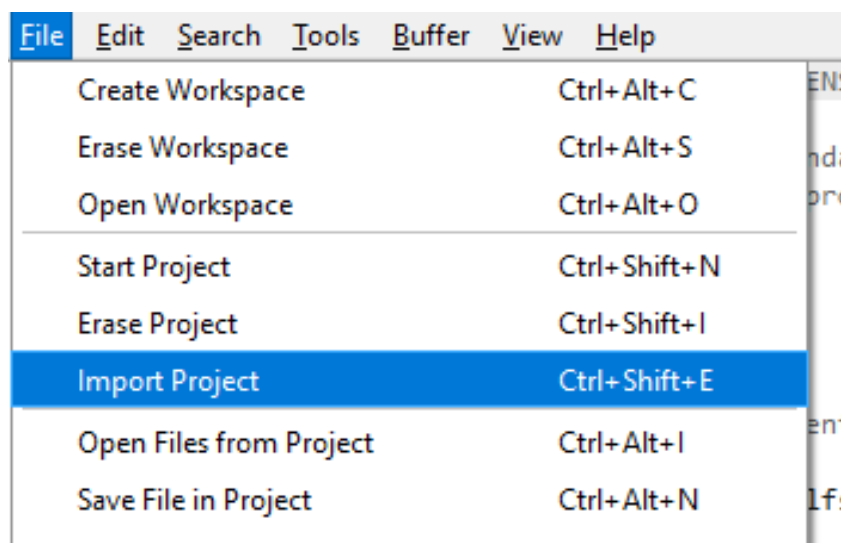 File Edit Search Tools Buffer View Help
Create Workspace Ctrl+Alt+C
Erase Workspace Ctrl+Alt+S
Open Workspace Ctrl+Alt+O
Start Project Ctrl+Shift+N
Erase Project Ctrl+Shift+I
Import Project Ctrl+Shift+E
Open Files from Project Ctrl+Alt+I
Save File in Project Ctrl+Alt+N